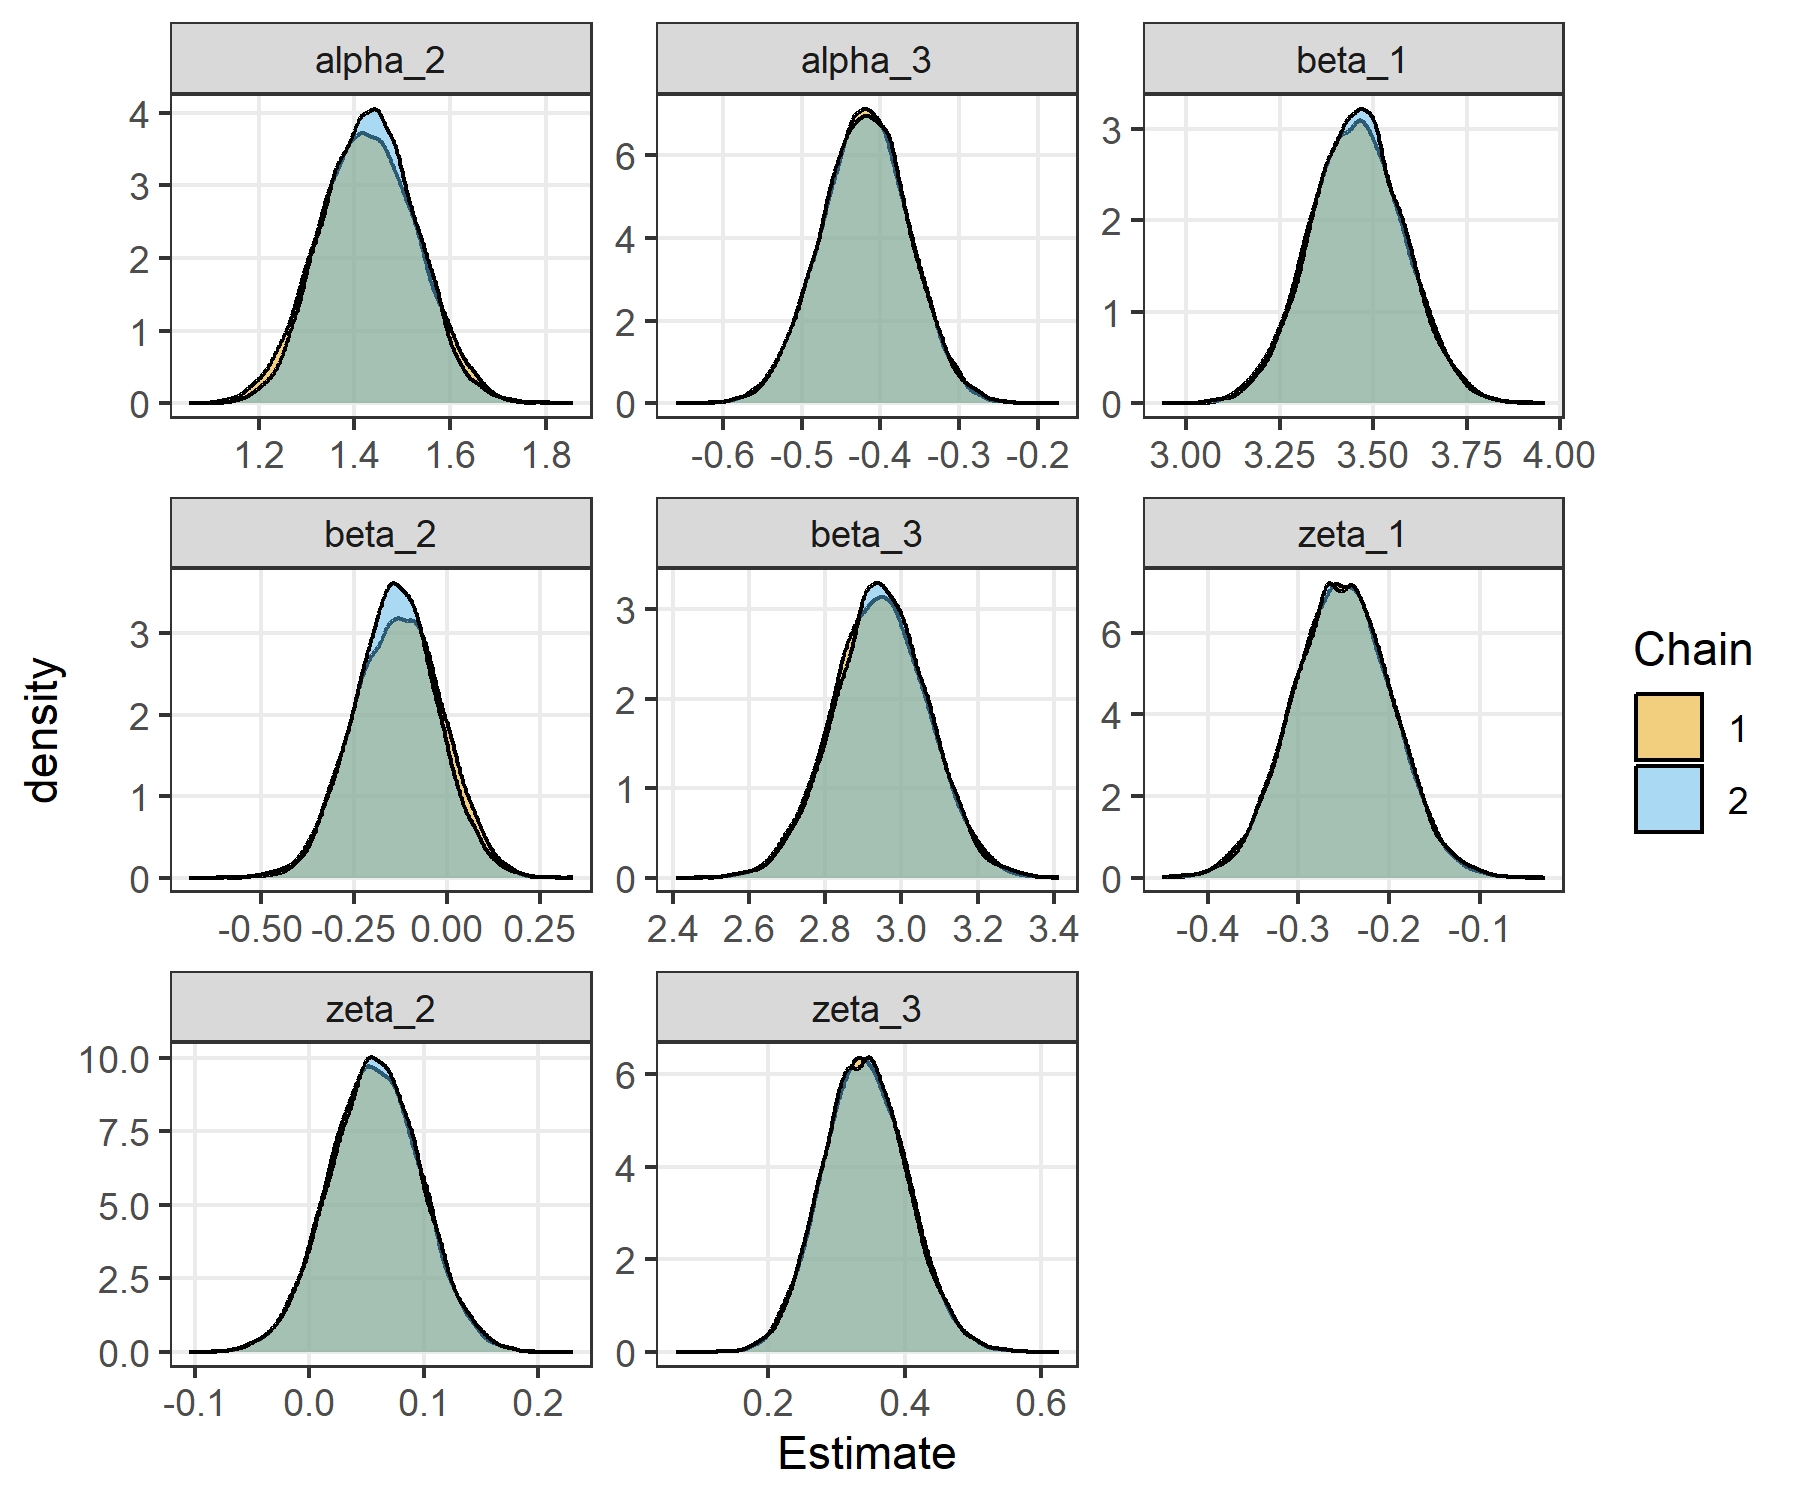 alpha_2 alpha_3 beta_1
4 3 2 1 0
6 4 2 0
3 2 1 0
1.2 1.4 1.6 1.8
-0.6 -0.5 -0.4 -0.3 -0.2
3.00 3.25 3.50 3.75 4.00
beta_2 beta_3 zeta_1
3 2 1 0
3 2 1 0
6 4 2 0
-0.50 -0.25 0.00 0.25
2.4 2.6 2.8 3.0 3.2 3.4
-0.4 -0.3 -0.2 -0.1
zeta_2 zeta_3
10.0 7.5 5.0 2.5 0.0
6 4 2 0
-0.1 0.0 0.1 0.2
0.2 0.4 0.6
Estimate
density
Chain
1
2